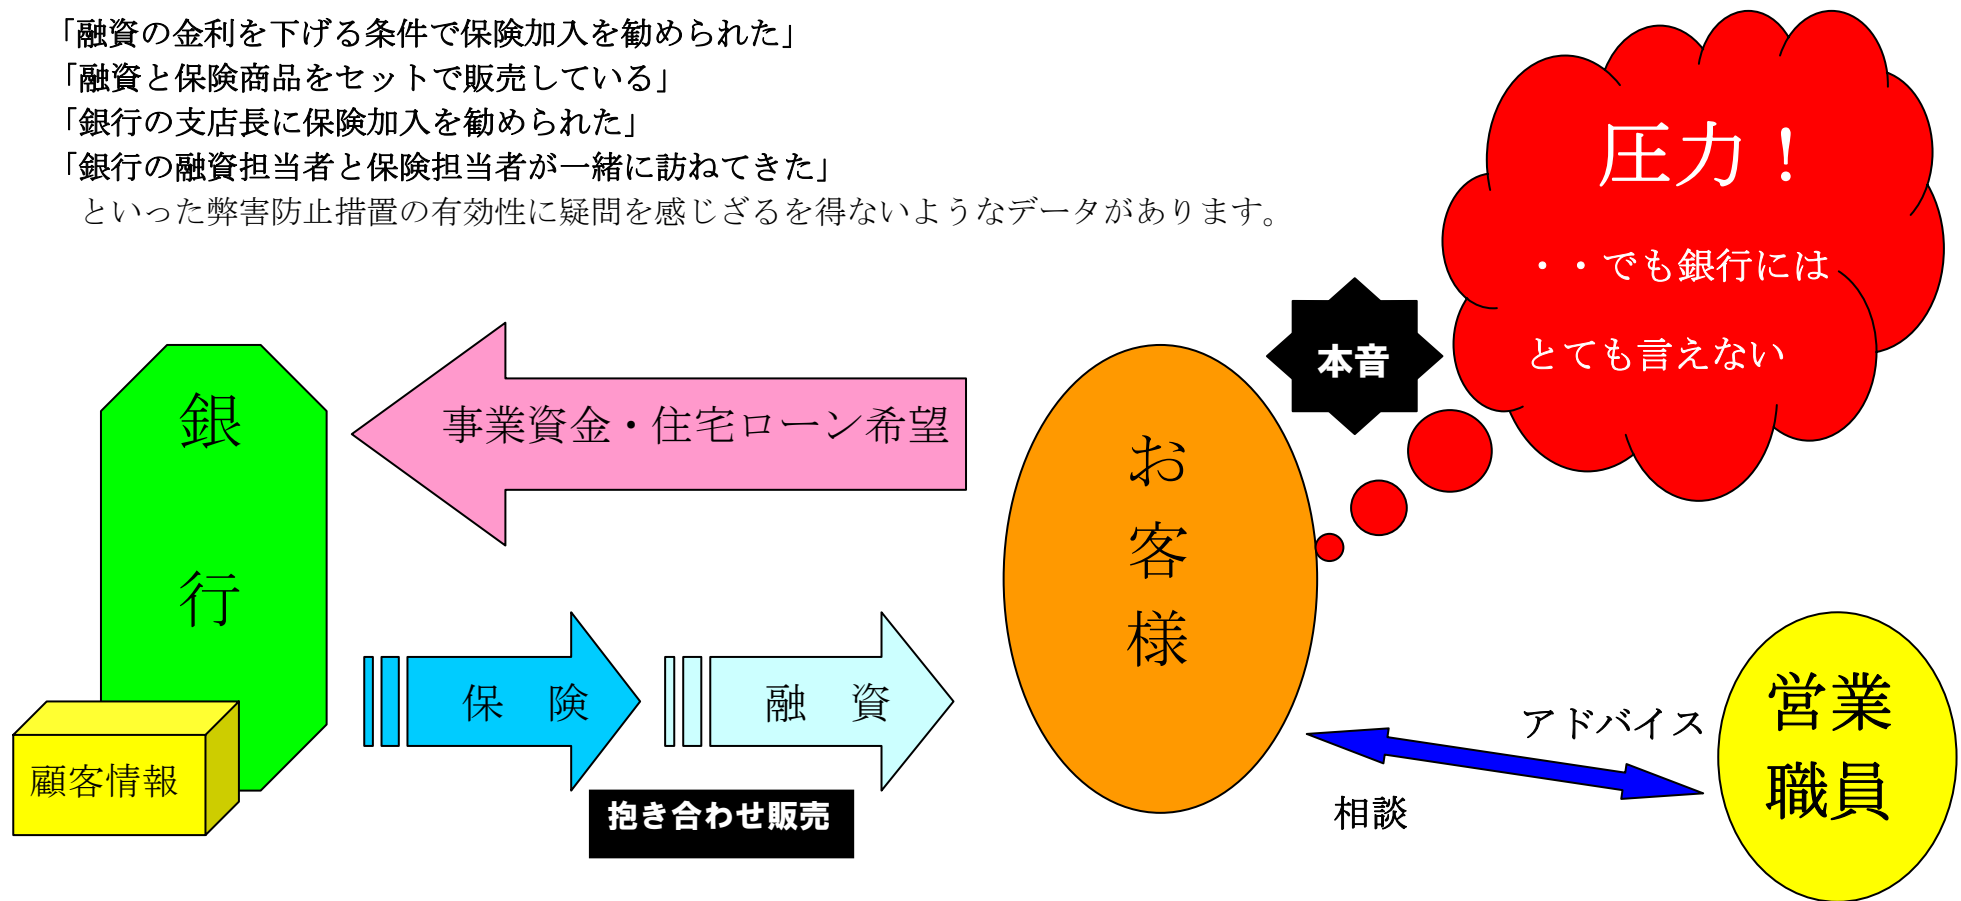 「融資の金利を下げる条件で保険加入を勧められた」
「融資と保険商品をセットで販売している」
「銀行の支店長に保険加入を勧められた」
「銀行の融資担当者と保険担当者が一緒に訪ねてきた」
といった弊害防止措置の有効性に疑問を感じざるを得ないようなデータがあります。
圧力！
・・でも銀行には
とても言えない
本音
銀
行
事業資金・住宅ローン希望
お
客
様
保　険
融　資
抱き合わせ販売
顧客情報
アドバイス
相談
営業
職員